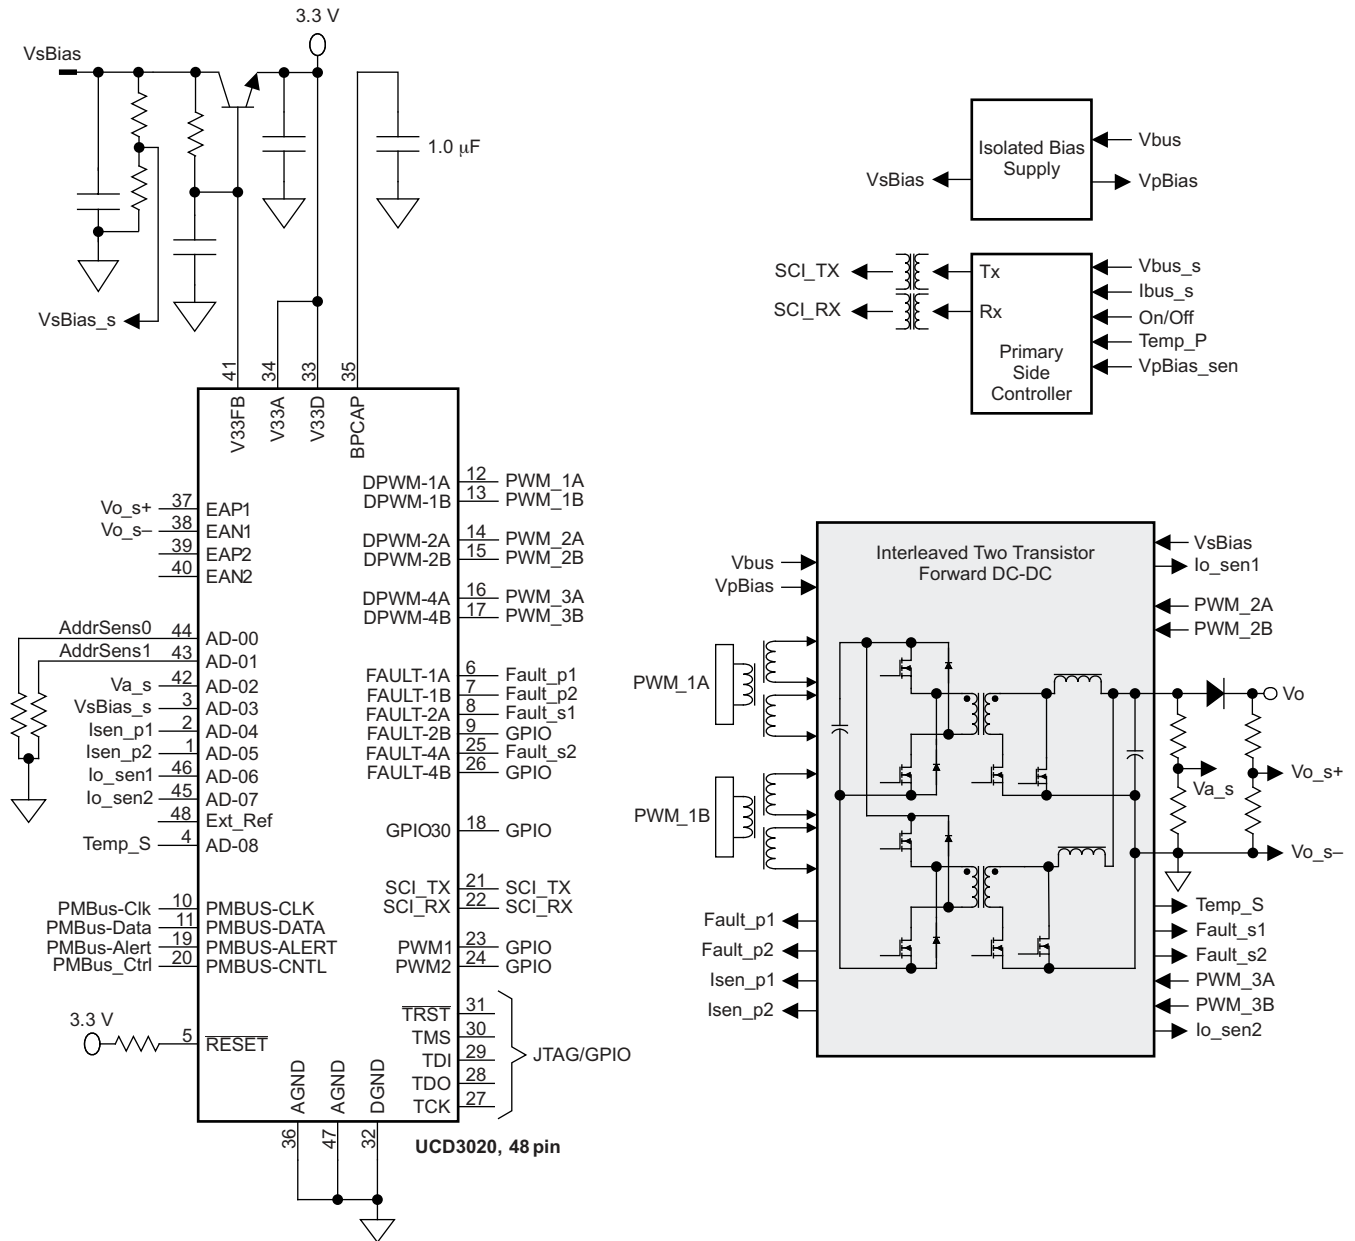 3.3 V
VsBias
1.0 μF
VsBias_s
41
34
33
35
V33FB
V33A
V33D
BPCAP
Vo_s+ 37 EAP1
Vo_s– 38 EAN1
39 EAP2
40 EAN2
AddrSens0 44 AD-00
AddrSens1 43 AD-01
Va_s 42 AD-02
VsBias_s 3 AD-03
Isen_p1 2 AD-04
Isen_p2 1 AD-05
Io_sen1 46 AD-06
Io_sen2 45 AD-07
48 Ext_Ref
Temp_S 4 AD-08
PMBus-Clk 10 PMBUS-CLK
PMBus-Data 11 PMBUS-DATA
PMBus-Alert 19 PMBUS-ALERT
PMBus_Ctrl 20 PMBUS-CNTL
3.3 V
5 RESET
DPWM-1A 12 PWM_1A
DPWM-1B 13 PWM_1B
DPWM-2A 14 PWM_2A
DPWM-2B 15 PWM_2B
DPWM-4A 16 PWM_3A
DPWM-4B 17 PWM_3B
FAULT-1A 6 Fault_p1
FAULT-1B 7 Fault_p2
FAULT-2A 8 Fault_s1
FAULT-2B 9 GPIO
FAULT-4A 25 Fault_s2
FAULT-4B 26 GPIO
GPIO30 18 GPIO
SCI_TX 21 SCI_TX
SCI_RX 22 SCI_RX
PWM1 23 GPIO
PWM2 24 GPIO
TRST 31
TMS 30
TDI 29
TDO 28
TCK 27
JTAG/GPIO
AGND
AGND
DGND
36
47
32
UCD3020, 48 pin
Isolated Bias
Supply
Vbus
VsBias
VpBias
SCI_TX
Tx
SCI_RX
Rx
Primary
Side
Controller
Vbus_s
Ibus_s
On/Off
Temp_P
VpBias_sen
Interleaved Two Transistor
Forward DC-DC
Vbus
VpBias
PWM_1A
PWM_1B
Fault_p1
Fault_p2
Isen_p1
Isen_p2
VsBias
Io_sen1
PWM_2A
PWM_2B
Vo
Vo_s+
Va_s
Vo_s–
Temp_S
Fault_s1
Fault_s2
PWM_3A
PWM_3B
Io_sen2